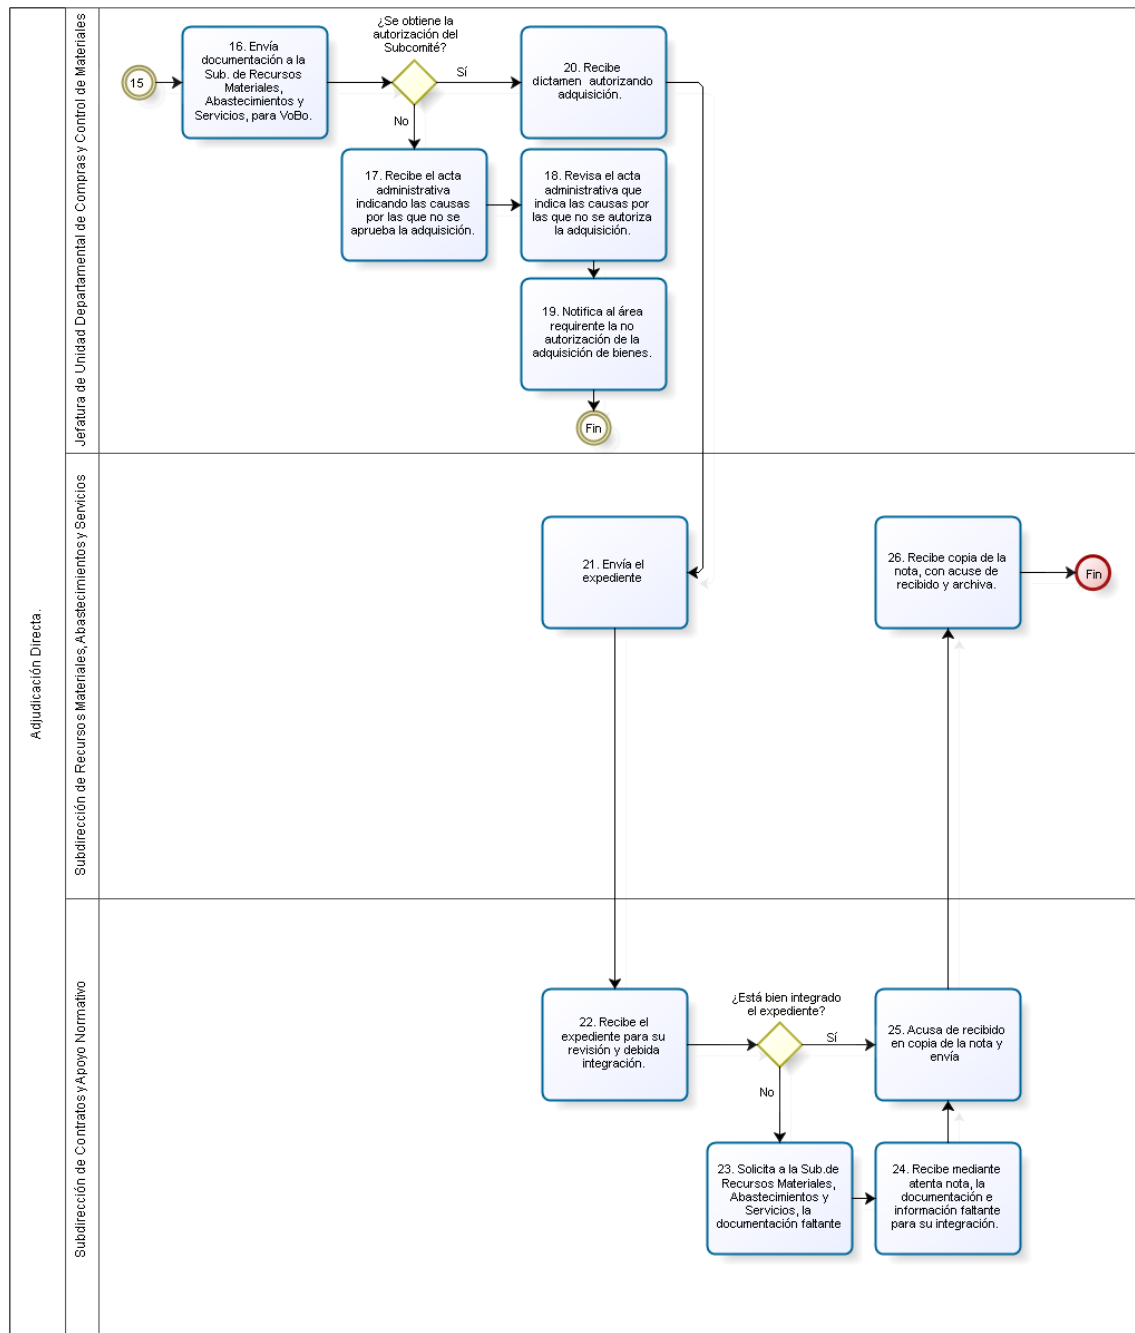 Adjudicación Directa.
Jefatura de Unidad Departamental de Compras y Control de Materiales
15
16. Envía
documentación a la
Sub. de Recursos
Materiales,
Abastecimientos y
Servicios, para VoBo.
¿Se obtiene la
autorización del
Subcomité?
Sí
No
20. Recibe
dictamen autorizando
adquisición.
17. Recibe el acta
administrativa
indicando las causas
por las que no se
aprueba la adquisición.
18. Revisa el acta
administrativa que
indica las causas por
las que no se autoriza
la adquisición.
19. Notifica al área
requirente la no
autorización de la
adquisición de bienes.
Fin
Subdirección de Recursos Materiales,Abastecimientos y Servicios
21. Envía el
expediente
26. Recibe copia de la
nota, con acuse de
recibido y archiva.
Fin
Subdirección de Contratos y Apoyo Normativo
22. Recibe el
expediente para su
revisión y debida
integración.
¿Está bien integrado
el expediente?
Sí
No
25. Acusa de recibido
en copia de la nota y
envía
23. Solicita a la Sub.de
Recursos Materiales,
Abastecimientos y
Servicios, la
documentación faltante
24. Recibe mediante
atenta nota, la
documentación e
información faltante
para su integración.